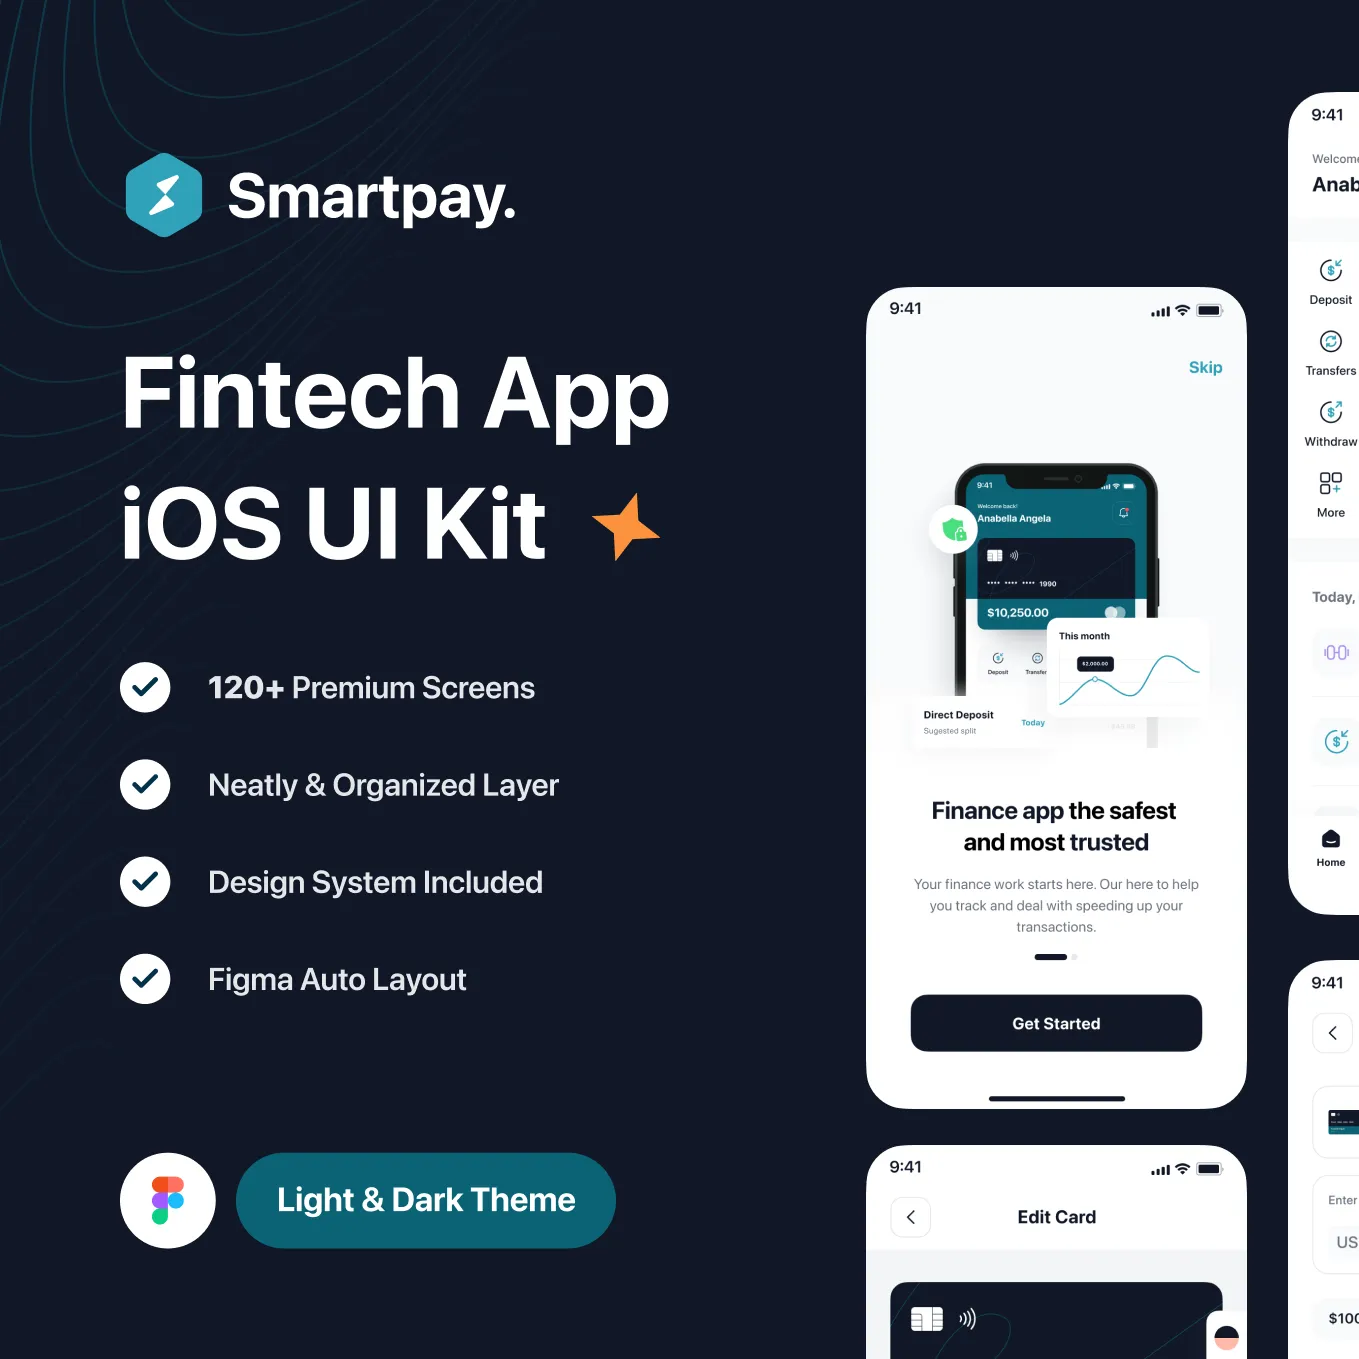 Smartpay.
Fintech App
iOS UI Kit
120+ Premium Screens
Neatly & Organized Layer
Design System Included
Figma Auto Layout
Light & Dark Theme
9:41
Skip
9:41
Welcome back!
Anabella Angela
•••• •••• •••• 1990
$10,250.00
Deposit
Transfer
This month
$2,000.00
Direct Deposit
Sugested split
Today
Finance app the safest
and most trusted
Your finance work starts here. Our here to help
you track and deal with speeding up your
transactions.
Get Started
9:41
Edit Card
9:41
Welcome
Anab
Deposit
Transfers
Withdraw
More
Today,
Home
9:41
Enter
US
$100